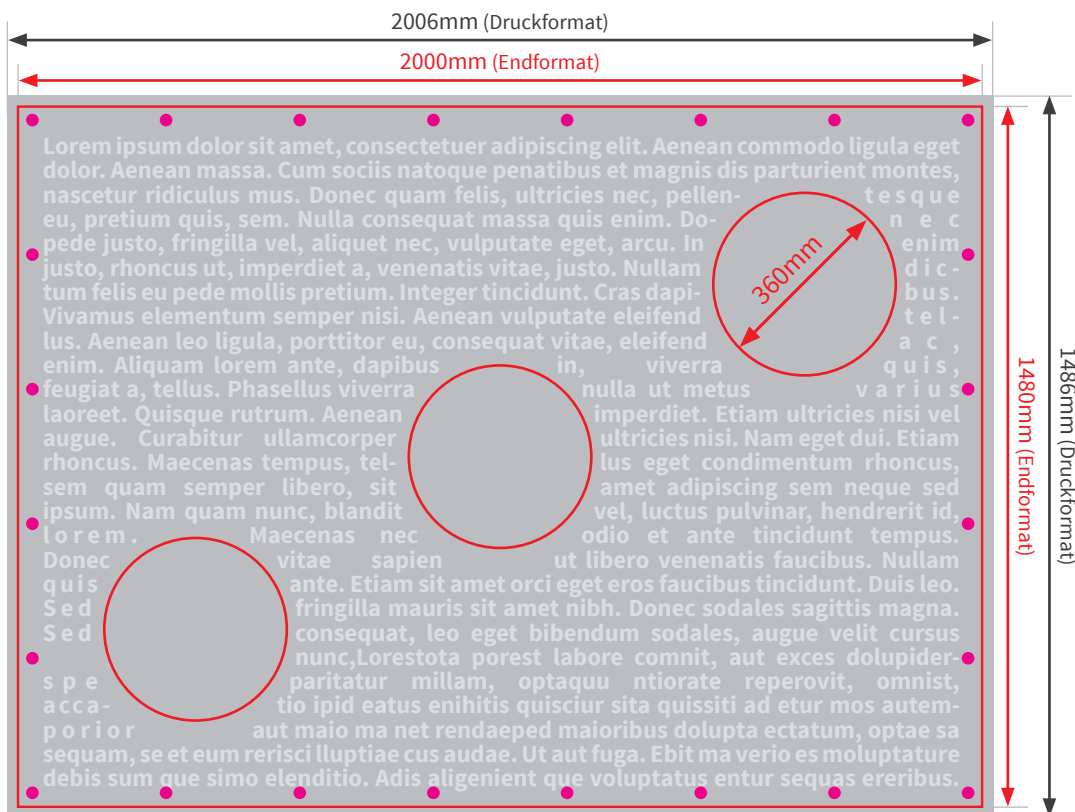 2006mm (Druckformat)
2000mm (Endformat)
Lorem ipsum dolor sit amet, consectetuer adipiscing elit. Aenean commodo ligula eget
dolor. Aenean massa. Cum sociis natoque penatibus et magnis dis parturient montes,
nascetur ridiculus mus. Donec quam felis, ultricies nec, pellen- tesque
eu, pretium quis, sem. Nulla consequat massa quis enim. Do- nec
pede justo, fringilla vel, aliquet nec, vulputate eget, arcu. In enim
justo, rhoncus ut, imperdiet a, venenatis vitae, justo. Nullam dic-
tum felis eu pede mollis pretium. Integer tincidunt. Cras dapi- bus.
Vivamus elementum semper nisi. Aenean vulputate eleifend tel-
lus. Aenean leo ligula, porttitor eu, consequat vitae, eleifend ac,
enim. Aliquam lorem ante, dapibus in, viverra quis,
feugiat a, tellus. Phasellus viverra nulla ut metus varius
laoreet. Quisque rutrum. Aenean imperdiet. Etiam ultricies nisi vel
augue. Curabitur ullamcorper ultricies nisi. Nam eget dui. Etiam
rhoncus. Maecenas tempus, tel- lus eget condimentum rhoncus,
sem quam semper libero, sit amet adipiscing sem neque sed
ipsum. Nam quam nunc, blandit vel, luctus pulvinar, hendrerit id,
lorem. Maecenas nec odio et ante tincidunt tempus.
Donec vitae sapien ut libero venenatis faucibus. Nullam
quis ante. Etiam sit amet orci eget eros faucibus tincidunt. Duis leo.
Sed fringilla mauris sit amet nibh. Donec sodales sagittis magna.
Sed consequat, leo eget bibendum sodales, augue velit cursus
nunc,Lorestota porest labore comnit, aut exces dolupider-
spe paritatur millam, optaquu ntiorate reperovit, omnist,
acca- tio ipid eatus enihitis quisciur sita quissiti ad etur mos autem-
porior aut maio ma net rendaeped maioribus dolupta ectatum, optae sa
sequam, se et eum rerisci lluptiae cus audae. Ut aut fuga. Ebit ma verio es moluptature
debis sum que simo elenditio. Adis aligenient que voluptatus entur sequas ereribus.
360mm
1480mm (Endformat)
1486mm (Druckformat)